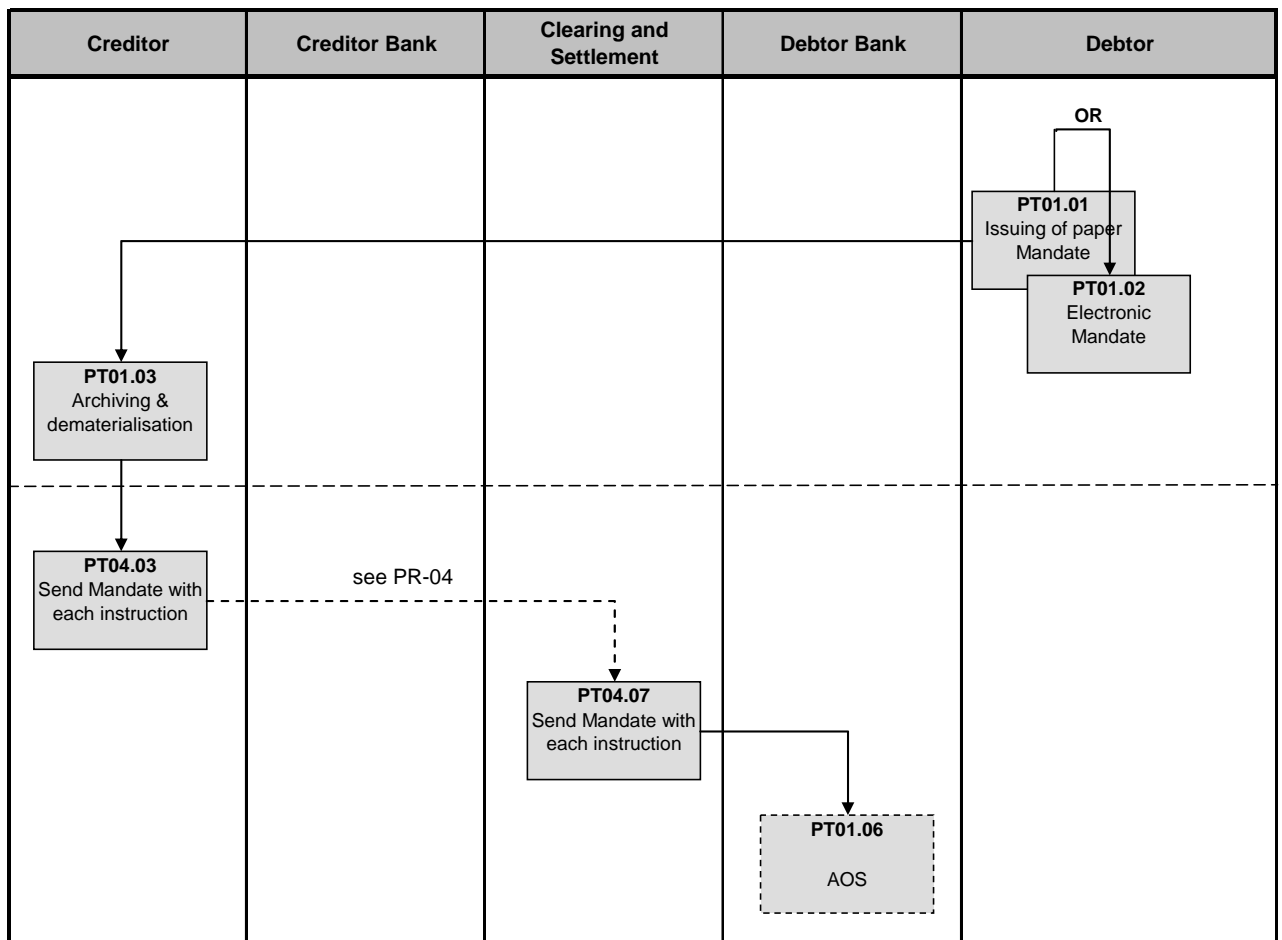 Creditor
Creditor Bank
Clearing and
Settlement
Debtor Bank
Debtor
OR
PT01.01
Issuing of paper
Mandate
PT01.02
Electronic
Mandate
PT01.03
Archiving &
dematerialisation
PT04.03
Send Mandate with
each instruction
see PR-04
PT04.07
Send Mandate with
each instruction
PT01.06
AOS